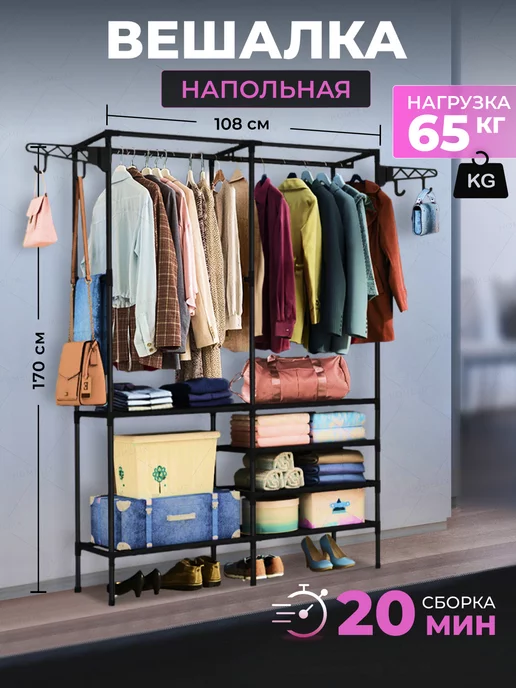 ВЕШАЛКА
НАПОЛЬНАЯ
НАГРУЗКА
65 КГ
KG
108 см
170 см
20 СБОРКА
МИН